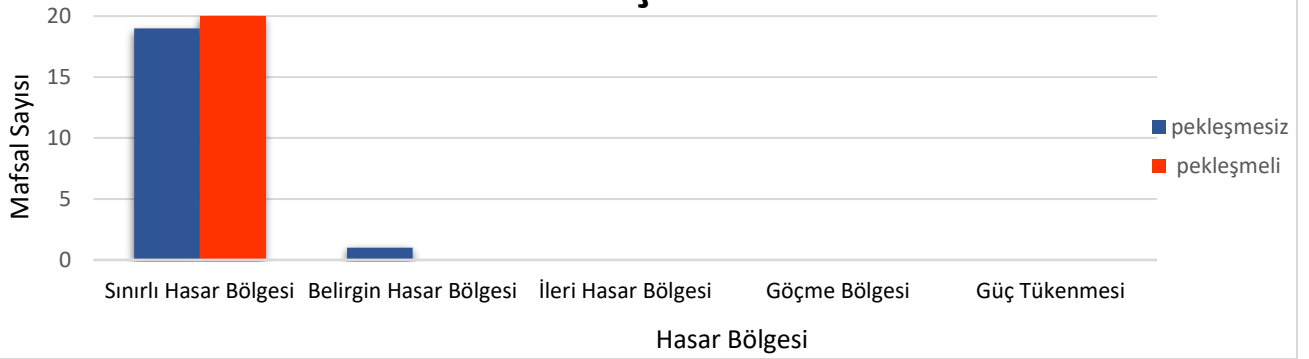 20
15
10
5
0
Mafsal Sayısı
Sınırlı Hasar Bölgesi Belirgin Hasar Bölgesi İleri Hasar Bölgesi Göçme Bölgesi Güç Tükenmesi
Hasar Bölgesi
pekleşmesiz
pekleşmeli